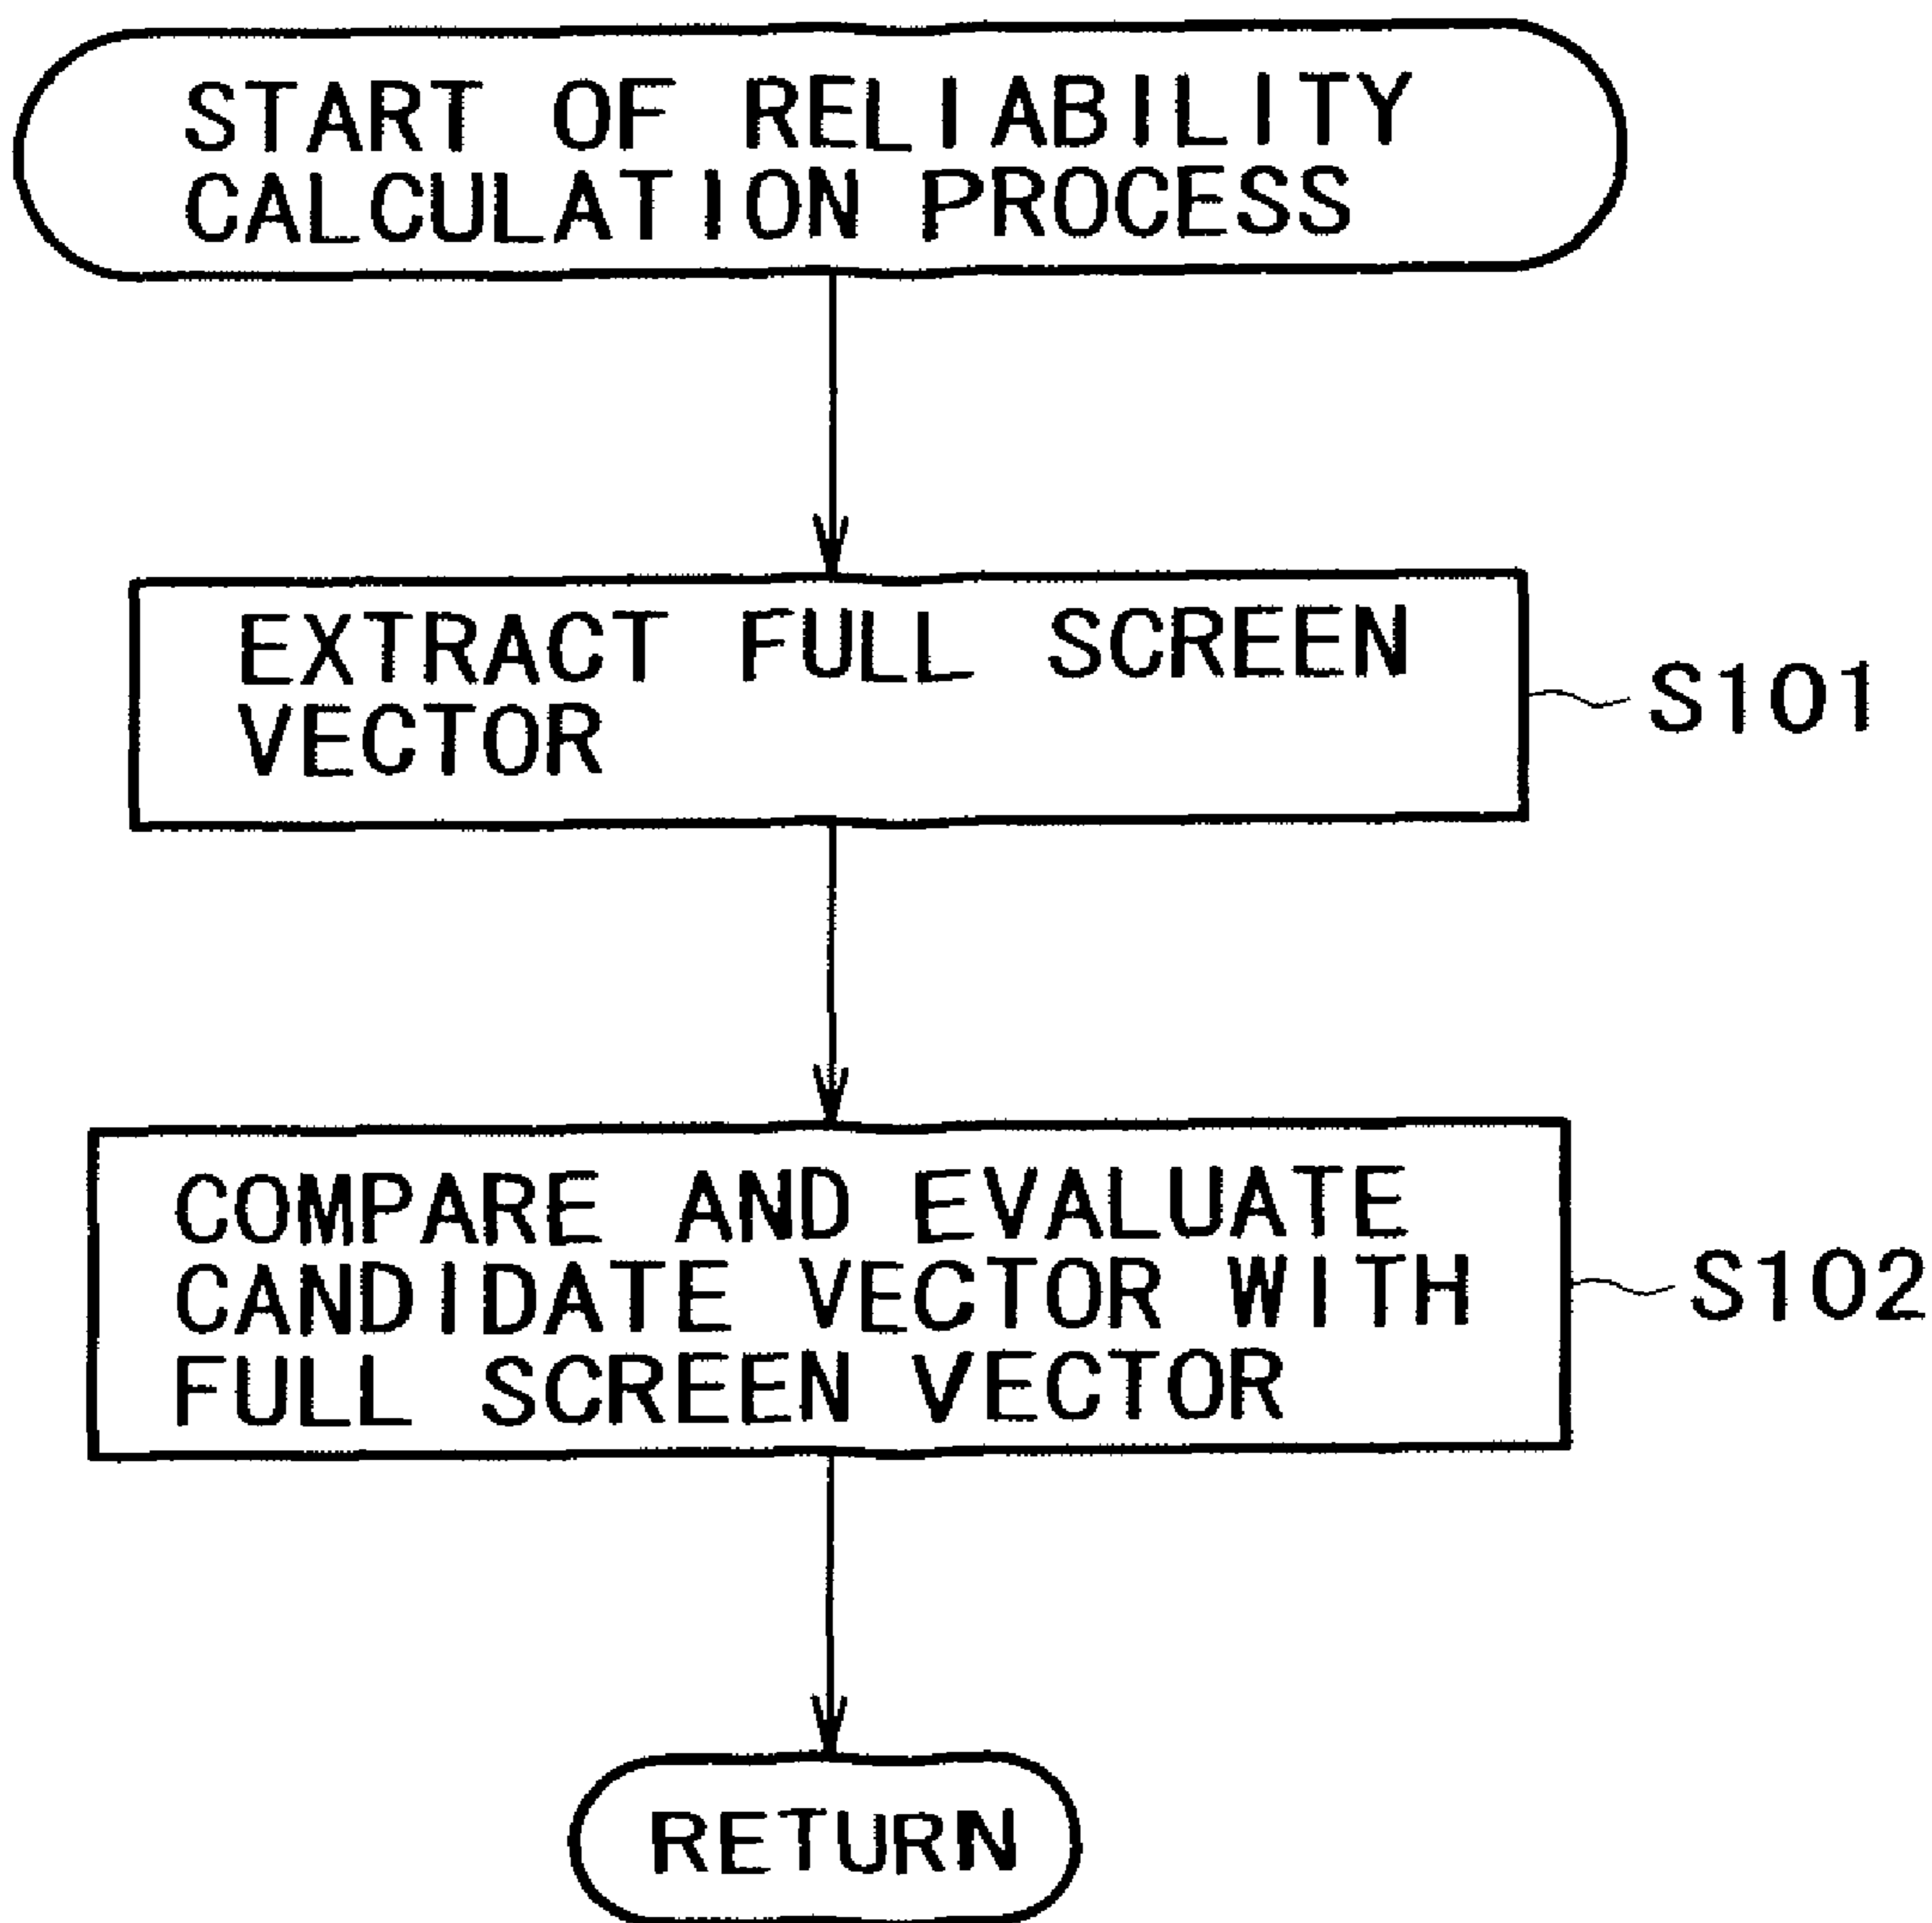 START OF RELIABILITY
CALCULATION PROCESS
EXTRACT FULL SCREEN
VECTOR
S101
COMPARE AND EVALUATE
CANDIDATE VECTOR WITH
FULL SCREEN VECTOR
S102
RETURN